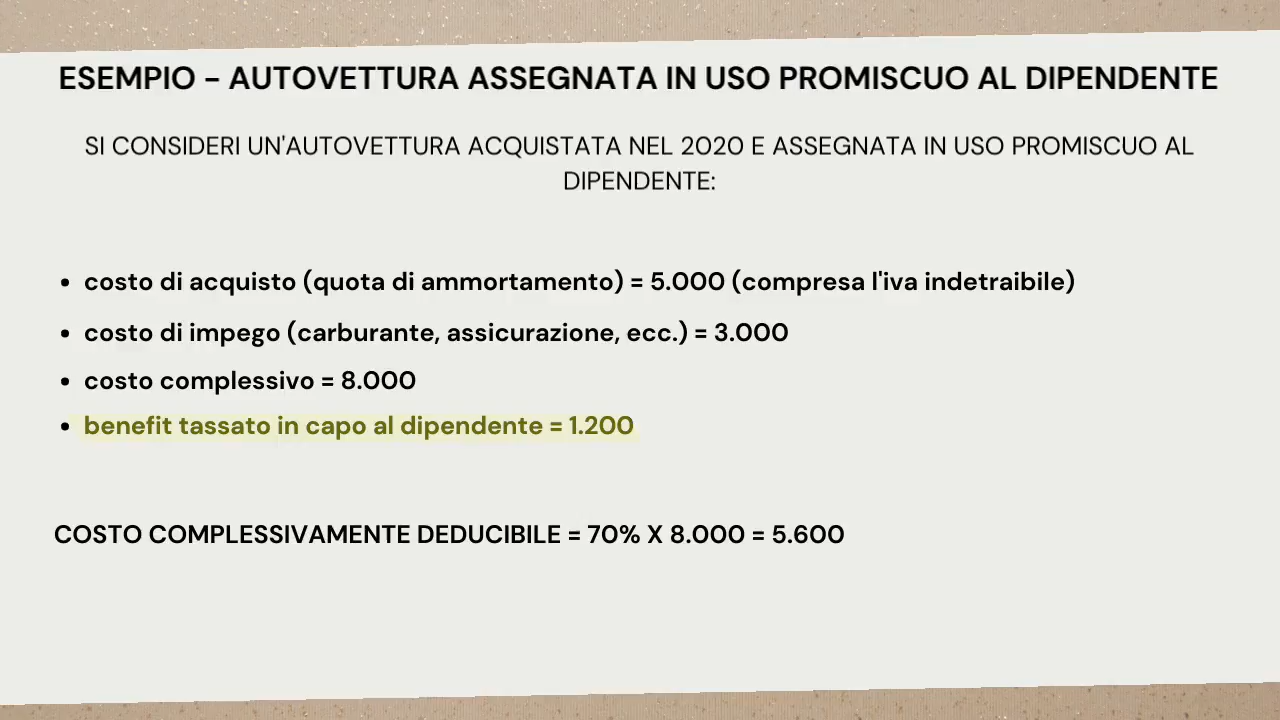 ESEMPIO - AUTOVETTURA ASSEGNATA IN USO PROMISCUO AL DIPENDENTE
SI CONSIDERI UN'AUTOVETTURA ACQUISTATA NEL 2020 E ASSEGNATA IN USO PROMISCUO AL
DIPENDENTE:
• costo di acquisto (quota di ammortamento) = 5.000 (compresa l'iva indetraibile)
• costo di impego (carburante, assicurazione, ecc.) = 3.000
• costo complessivo = 8.000
• benefit tassato in capo al dipendente = 1.200
COSTO COMPLESSIVAMENTE DEDUCIBILE = 70% X 8.000 = 5.600